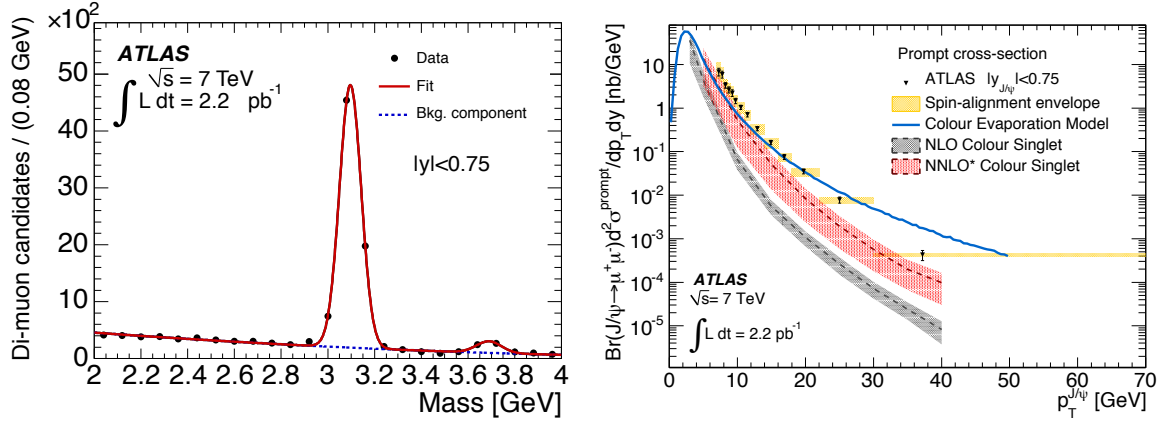 ×10²
Di-muon candidates / (0.08 GeV)
50
40
30
20
10
0
ATLAS
√s = 7 TeV
∫ L dt = 2.2 pb⁻¹
Data
Fit
Bkg. component
|y|<0.75
2 2.2 2.4 2.6 2.8 3 3.2 3.4 3.6 3.8 4
Mass [GeV]
Br(J/ψ→μ⁺μ⁻)d²σ^prompt/dp_T dy [nb/GeV]
10
1
10⁻¹
10⁻²
10⁻³
10⁻⁴
10⁻⁵
Prompt cross-section
ATLAS |y_J/ψ|<0.75
Spin-alignment envelope
Colour Evaporation Model
NLO Colour Singlet
NNLO* Colour Singlet
ATLAS
√s= 7 TeV
∫ L dt = 2.2 pb⁻¹
0 10 20 30 40 50 60 70
p_T^J/ψ [GeV]